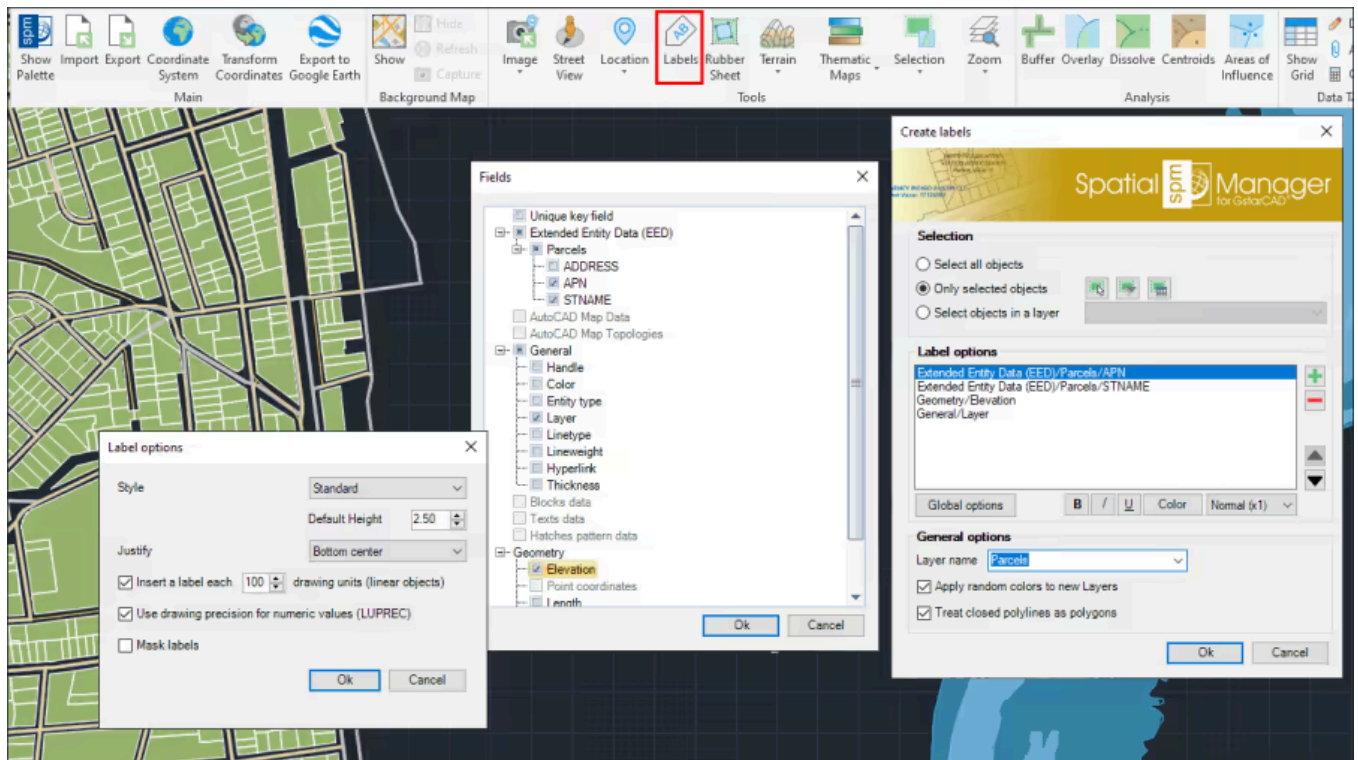 spm
Show Palette
Import
Export
Coordinate System
Transform Coordinates
Export to Google Earth
Main
Show
Hide
Refresh
Capture
Background Map
Image
Street View
Location
AB
Labels
Rubber Sheet
Terrain
Thematic Maps
Selection
Zoom
Tools
Buffer
Overlay
Dissolve
Centroids
Areas of Influence
Analysis
Show Grid
Data T
Label options
Style
Standard
Default Height 2.50
Justify
Bottom center
Insert a label each 100 drawing units (linear objects)
Use drawing precision for numeric values (LUPREC)
Mask labels
Ok Cancel
Fields
Unique key field
Extended Entity Data (EED)
Parcels
ADDRESS
APN
STNAME
AutoCAD Map Data
AutoCAD Map Topologies
General
Handle
Color
Entity type
Layer
Linetype
Lineweight
Hyperlink
Thickness
Blocks data
Texts data
Hatches pattern data
Geometry
Elevation
Point coordinates
Length
Ok Cancel
Create labels
Spatial spm Manager
for GstarCAD
Selection
Select all objects
Only selected objects
Select objects in a layer
Label options
Extended Entity Data (EED)/Parcels/APN
Extended Entity Data (EED)/Parcels/STNAME
Geometry/Elevation
General/Layer
Global options B I U Color Normal (x1)
General options
Layer name Parcels
Apply random colors to new Layers
Treat closed polylines as polygons
Ok Cancel